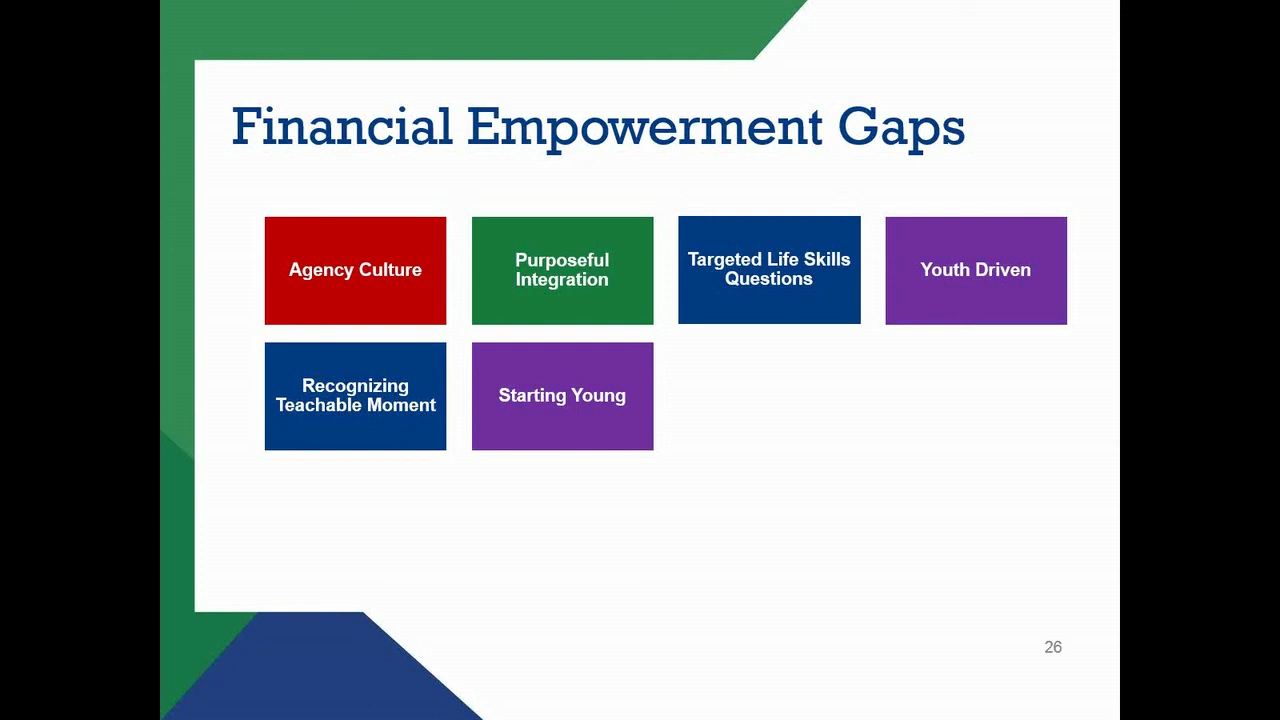 Financial Empowerment Gaps
Agency Culture
Purposeful
Integration
Targeted Life Skills
Questions
Youth Driven
Recognizing
Teachable Moment
Starting Young
26